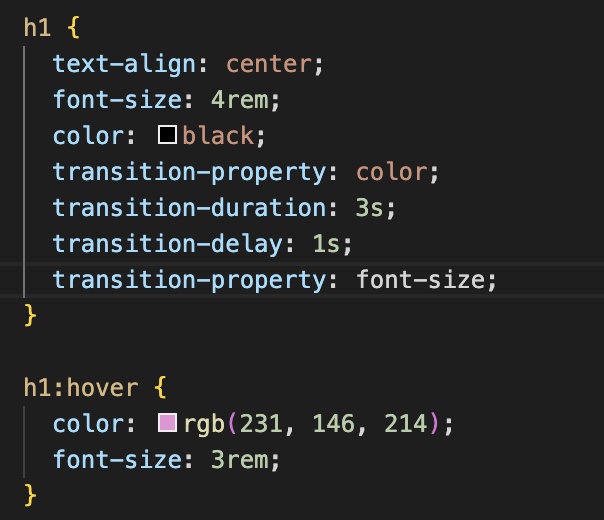 h1 {
  text-align: center;
  font-size: 4rem;
  color: black;
  transition-property: color;
  transition-duration: 3s;
  transition-delay: 1s;
  transition-property: font-size;
}

h1:hover {
  color: rgb(231, 146, 214);
  font-size: 3rem;
}